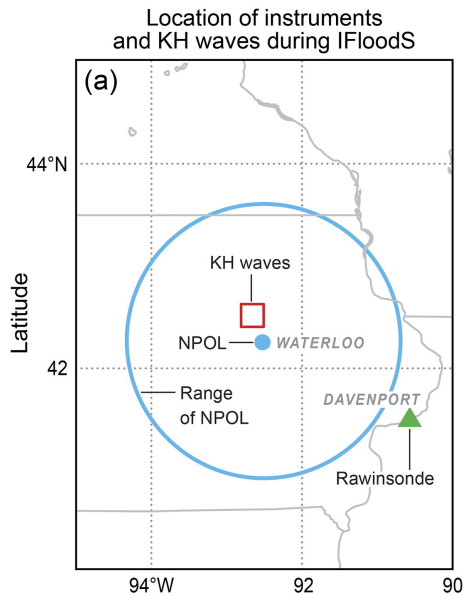 Location of instruments
and KH waves during IFloodS
(a)
44°N
Latitude
KH waves
NPOL
WATERLOO
42
Range
of NPOL
DAVENPORT
Rawinsonde
94°W
92
90